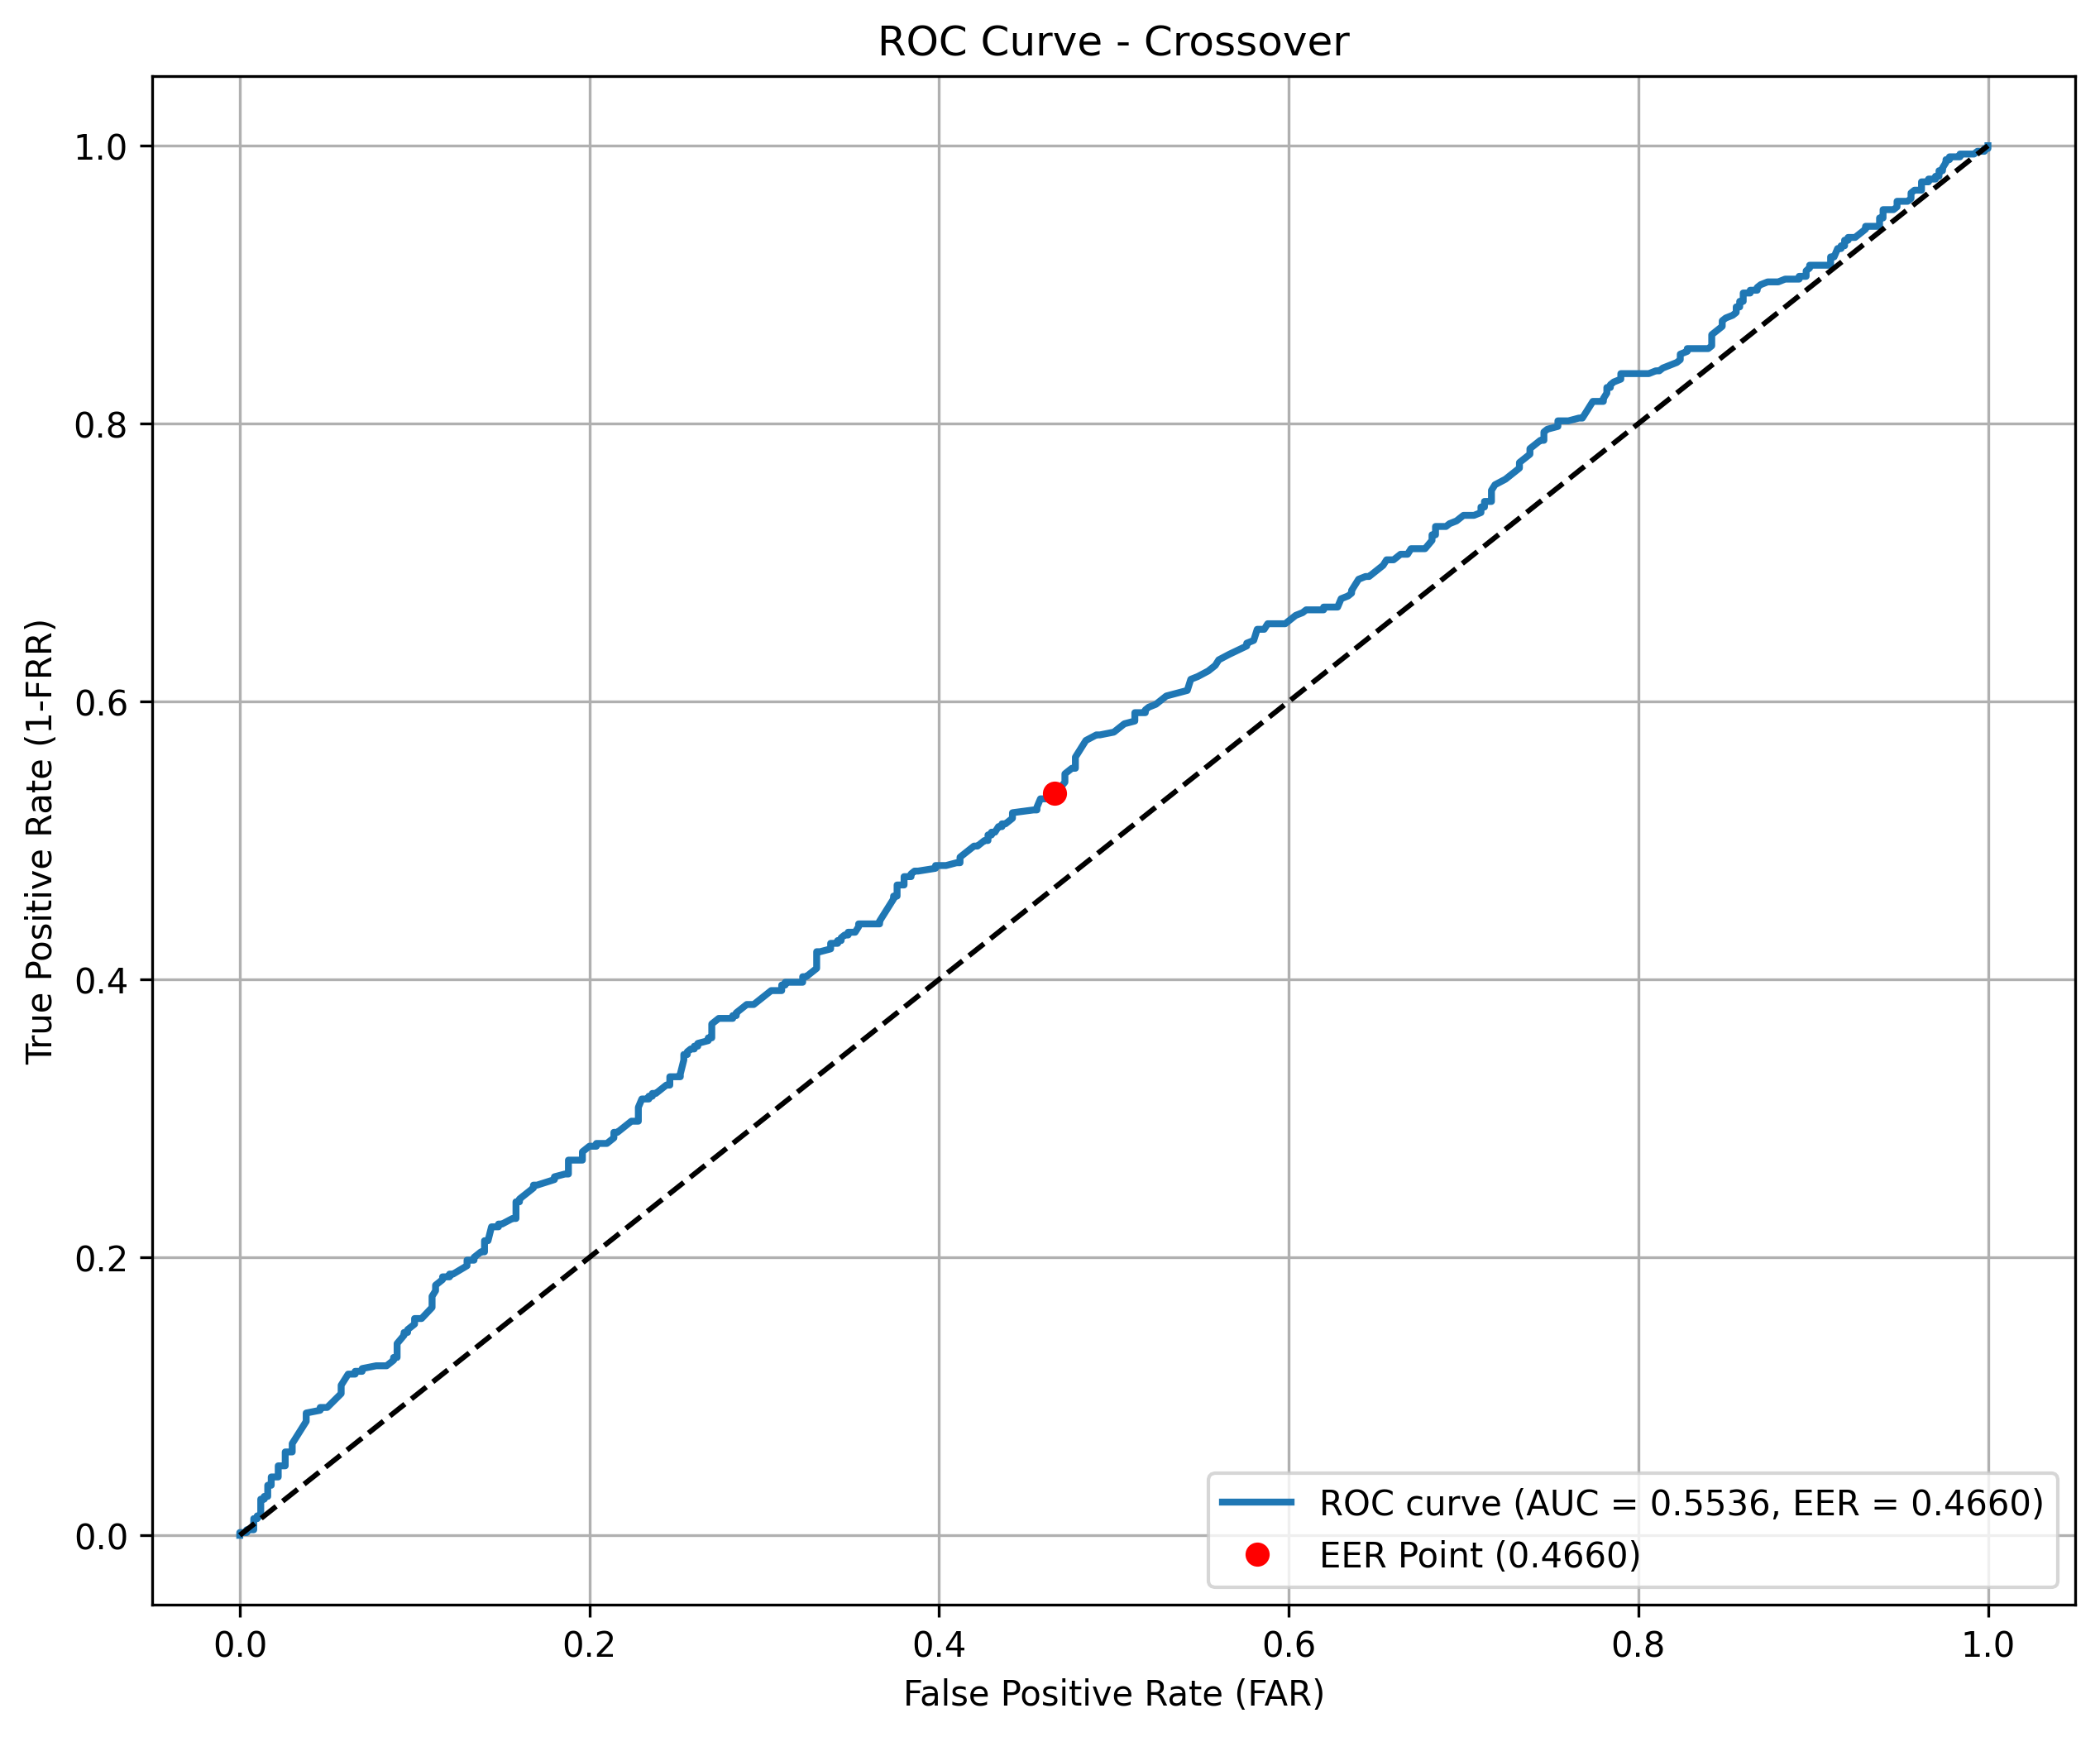 ROC Curve - Crossover
True Positive Rate (1-FRR)
1.0
0.8
0.6
0.4
0.2
0.0
ROC curve (AUC = 0.5536, EER = 0.4660)
EER Point (0.4660)
0.0 0.2 0.4 0.6 0.8 1.0
False Positive Rate (FAR)